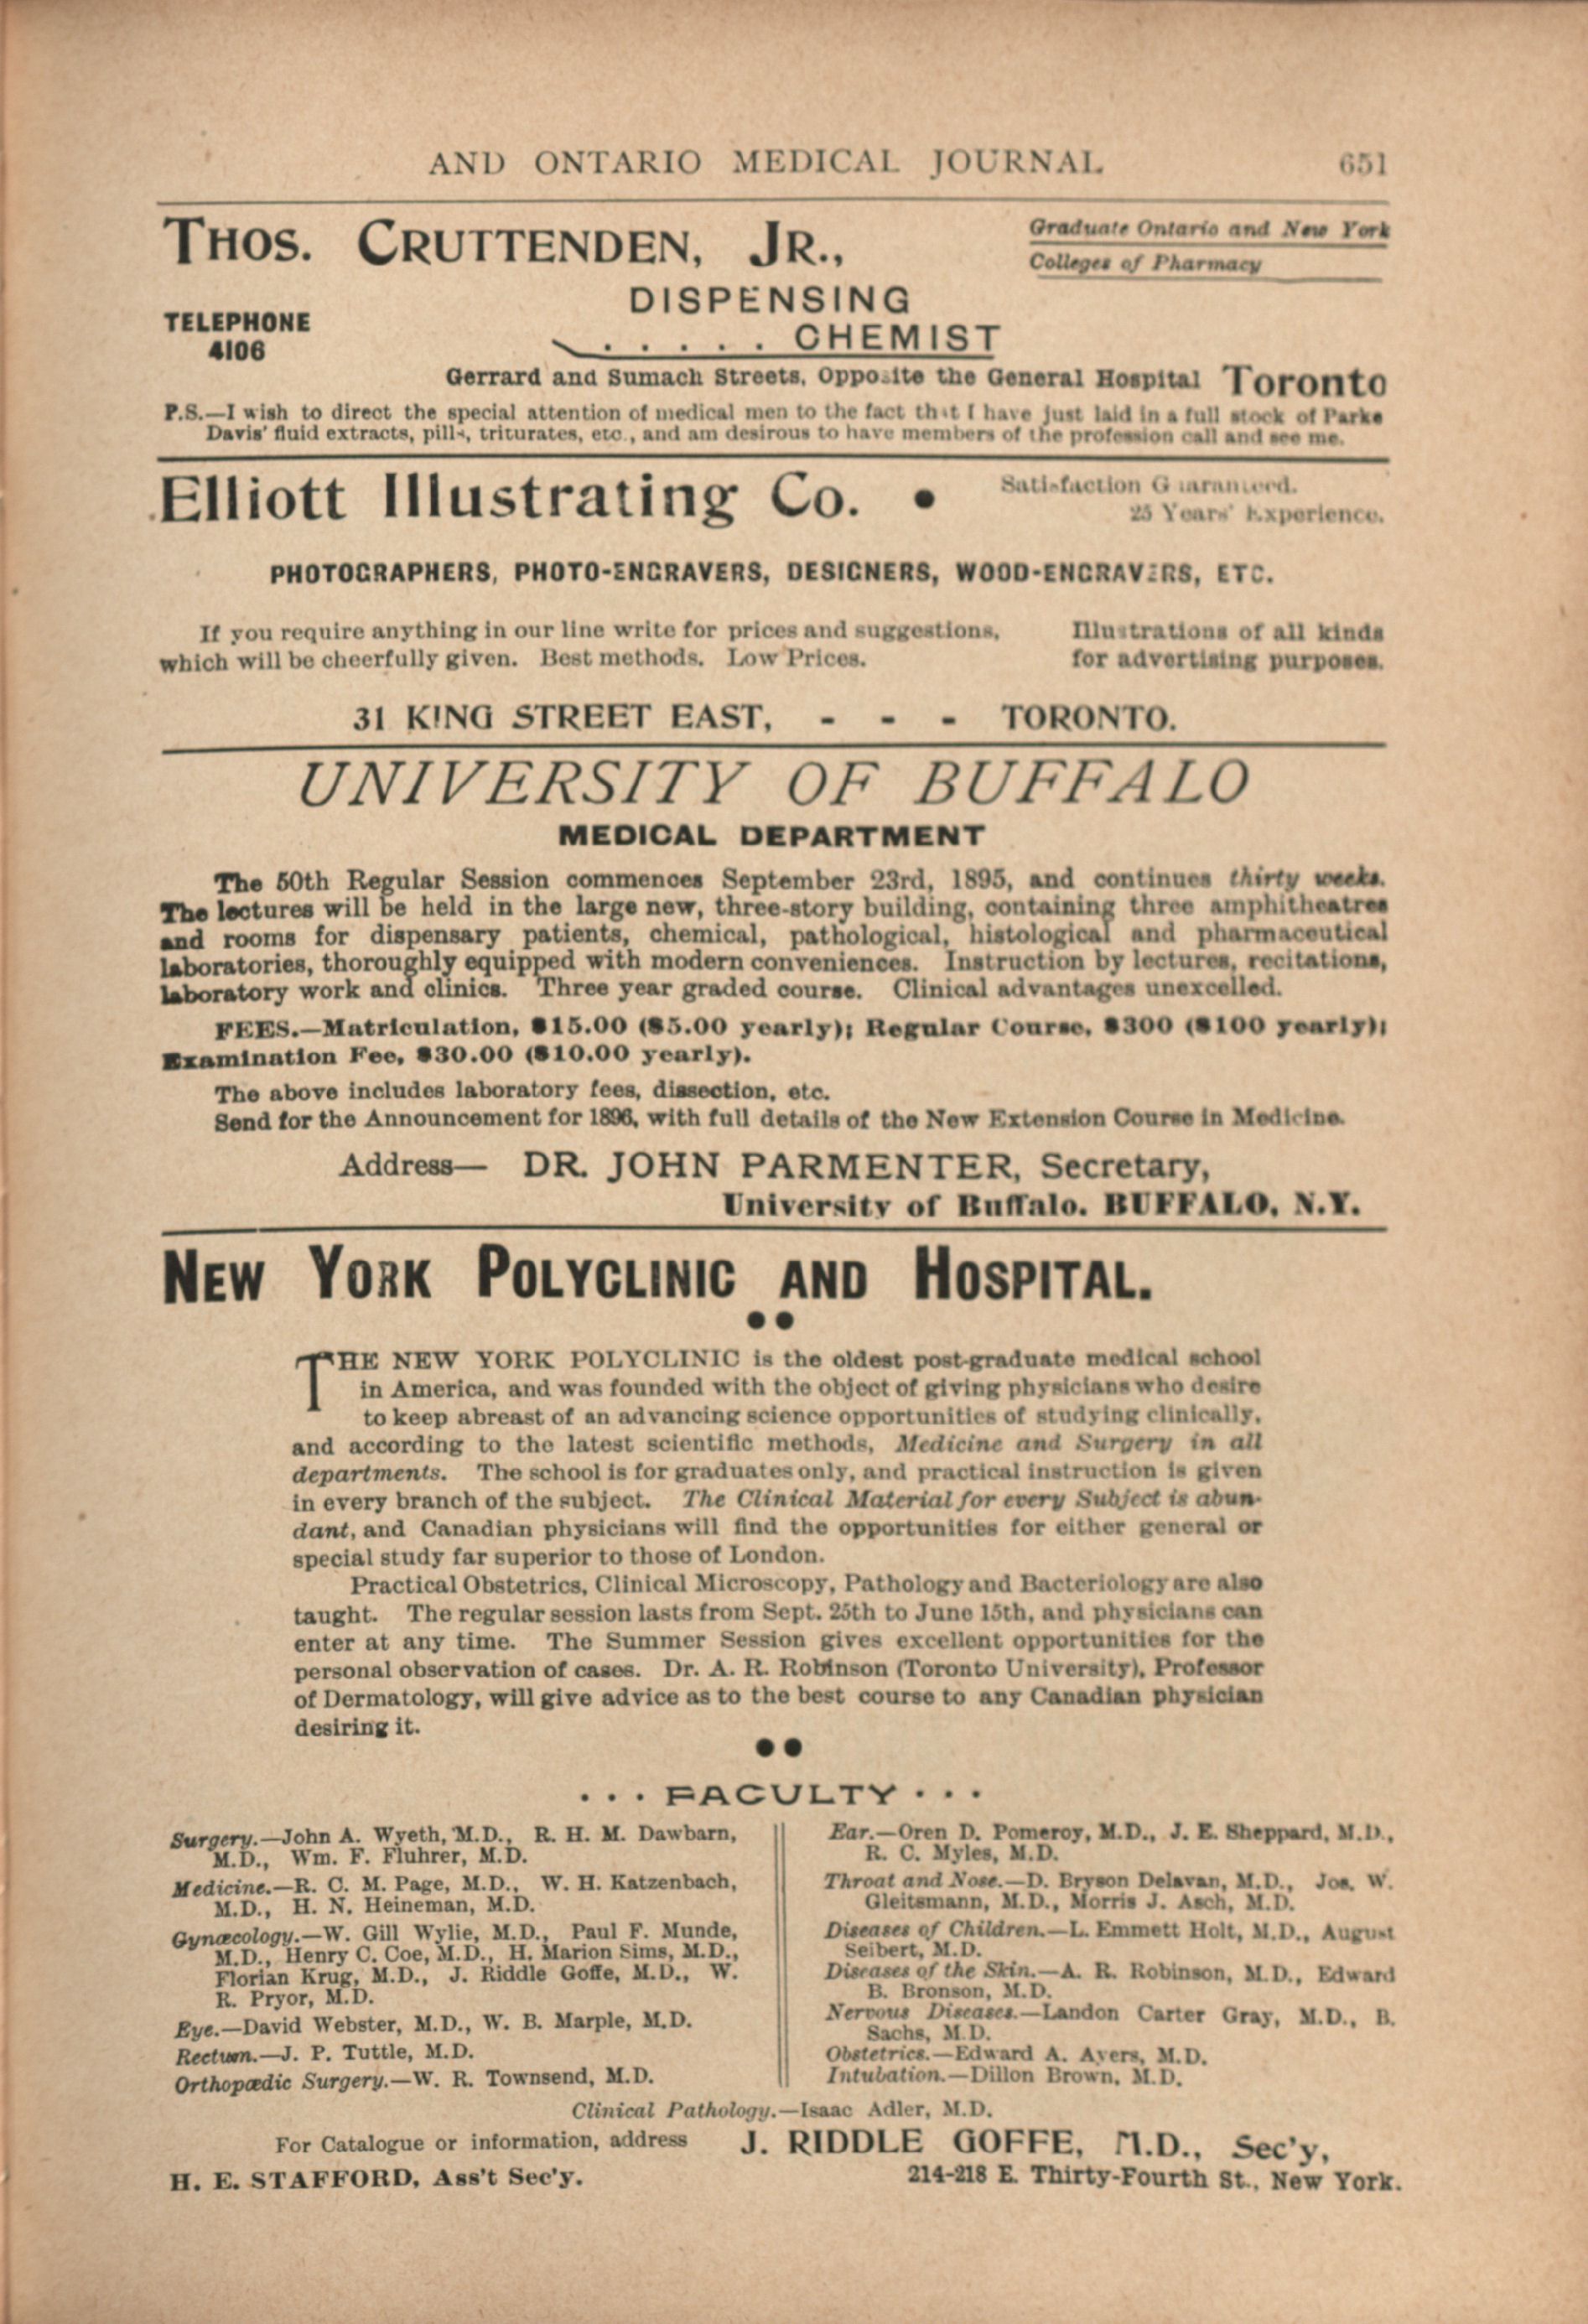 AND ONTARIO MEDICAL JOURNAL 651
THOS. CRUTTENDEN, JR.,
Graduate Ontario and New York
Colleges of Pharmacy
DISPENSING
TELEPHONE
4106
. . . . . CHEMIST
Gerrard and Sumach Streets, Opposite the General Hospital Toronto
P.S.—I wish to direct the special attention of medical men to the fact that I have just laid in a full stock of Parke
Davis' fluid extracts, pills, triturates, etc., and am desirous to have members of the profession call and see me.
Elliott Illustrating Co. •
Satisfaction Guaranteed.
25 Years' Experience.
PHOTOGRAPHERS, PHOTO-ENGRAVERS, DESIGNERS, WOOD-ENGRAVERS, ETC.
If you require anything in our line write for prices and suggestions,
which will be cheerfully given. Best methods. Low Prices.
Illustrations of all kinds
for advertising purposes.
31 KING STREET EAST, - - - TORONTO.
UNIVERSITY OF BUFFALO
MEDICAL DEPARTMENT
The 50th Regular Session commences September 23rd, 1895, and continues thirty weeks.
The lectures will be held in the large new, three-story building, containing three amphitheatres
and rooms for dispensary patients, chemical, pathological, histological and pharmaceutical
laboratories, thoroughly equipped with modern conveniences. Instruction by lectures, recitations,
laboratory work and clinics. Three year graded course. Clinical advantages unexcelled.
FEES.—Matriculation, $15.00 ($5.00 yearly); Regular Course, $300 ($100 yearly);
Examination Fee, $30.00 ($10.00 yearly).
The above includes laboratory fees, dissection, etc.
Send for the Announcement for 1896, with full details of the New Extension Course in Medicine.
Address— DR. JOHN PARMENTER, Secretary,
University of Buffalo. BUFFALO, N.Y.
NEW YORK POLYCLINIC AND HOSPITAL.
THE NEW YORK POLYCLINIC is the oldest post-graduate medical school
in America, and was founded with the object of giving physicians who desire
to keep abreast of an advancing science opportunities of studying clinically,
and according to the latest scientific methods, Medicine and Surgery in all
departments. The school is for graduates only, and practical instruction is given
in every branch of the subject. The Clinical Material for every Subject is abun-
dant, and Canadian physicians will find the opportunities for either general or
special study far superior to those of London.
Practical Obstetrics, Clinical Microscopy, Pathology and Bacteriology are also
taught. The regular session lasts from Sept. 25th to June 15th, and physicians can
enter at any time. The Summer Session gives excellent opportunities for the
personal observation of cases. Dr. A. R. Robinson (Toronto University), Professor
of Dermatology, will give advice as to the best course to any Canadian physician
desiring it.
. . . FACULTY . . .
Surgery.—John A. Wyeth, M.D., R. H. M. Dawbarn,
M.D., Wm. F. Fluhrer, M.D.
Medicine.—R. C. M. Page, M.D., W. H. Katzenbach,
M.D., H. N. Heineman, M.D.
Gynæcology.—W. Gill Wylie, M.D., Paul F. Munde,
M.D., Henry C. Coe, M.D., H. Marion Sims, M.D.,
Florian Krug, M.D., J. Riddle Goffe, M.D., W.
R. Pryor, M.D.
Eye.—David Webster, M.D., W. B. Marple, M.D.
Rectum.—J. P. Tuttle, M.D.
Orthopædic Surgery.—W. R. Townsend, M.D.
Ear.—Oren D. Pomeroy, M.D., J. E. Sheppard, M.D.,
R. C. Myles, M.D.
Throat and Nose.—D. Bryson Delavan, M.D., Jos. W.
Gleitsmann, M.D., Morris J. Asch, M.D.
Diseases of Children.—L. Emmett Holt, M.D., August
Seibert, M.D.
Diseases of the Skin.—A. R. Robinson, M.D., Edward
B. Bronson, M.D.
Nervous Diseases.—Landon Carter Gray, M.D., B.
Sachs, M.D.
Obstetrics.—Edward A. Ayers, M.D.
Intubation.—Dillon Brown, M.D.
Clinical Pathology.—Isaac Adler, M.D.
For Catalogue or information, address J. RIDDLE GOFFE, M.D., Sec'y,
H. E. STAFFORD, Ass't Sec'y. 214-218 E. Thirty-Fourth St., New York.